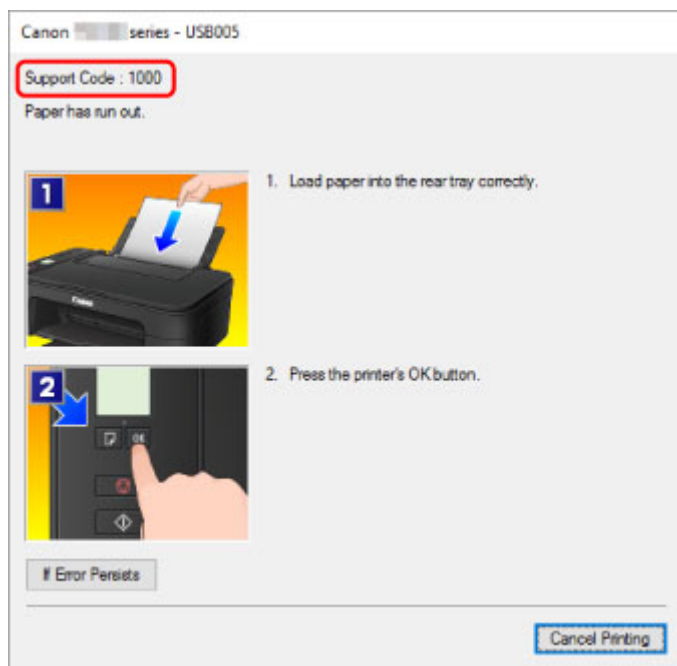 Canon series - USB005
Support Code : 1000
Paper has run out.
1
1. Load paper into the rear tray correctly.
Canon
2
2. Press the printer's OK button.
OK
If Error Persists
Cancel Printing